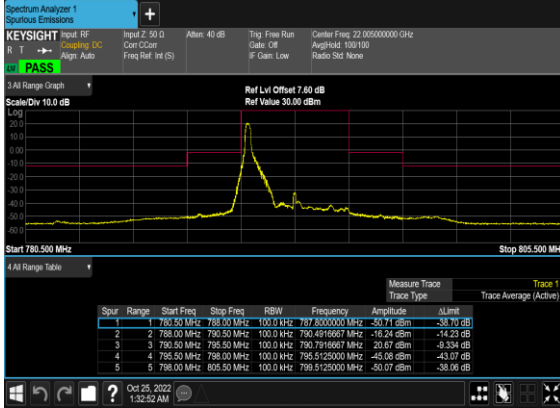 Spectrum Analyzer 1
Spurious Emissions
KEYSIGHT Input: RF Input Z: 50 Ω Atten: 40 dB Trig: Free Run Center Freq: 22.005000000 GHz
R T Coupling: DC Corr CCorr Gate: Off Avg|Hold: 100/100
Align: Auto Freq Ref: Int (S) IF Gain: Low Radio Std: None
PASS
3.All Range Graph
Ref Lvl Offset 7.60 dB
Scale/Div 10.0 dB Ref Value 30.00 dBm
Log
20.0
10.0
0.00
-10.0
-20.0
-30.0
-40.0
-50.0
-60.0
Start 780.500 MHz Stop 805.500 MHz
4.All Range Table
Measure Trace Trace 1
Trace Type Trace Average (Active)
Spur Range Start Freq Stop Freq RBW Frequency Amplitude ΔLimit
1 1 780.50 MHz 788.00 MHz 100.0 kHz 787.8000000 MHz -50.71 dBm -38.70 dB
2 2 788.00 MHz 790.50 MHz 100.0 kHz 790.4916667 MHz -16.24 dBm -14.23 dB
3 3 790.50 MHz 795.50 MHz 100.0 kHz 790.7916667 MHz 20.67 dBm -9.334 dB
4 4 795.50 MHz 798.00 MHz 100.0 kHz 795.5125000 MHz -45.08 dBm -43.07 dB
5 5 798.00 MHz 805.50 MHz 100.0 kHz 799.5125000 MHz -50.07 dBm -38.06 dB
Oct 25, 2022
1:32:52 AM